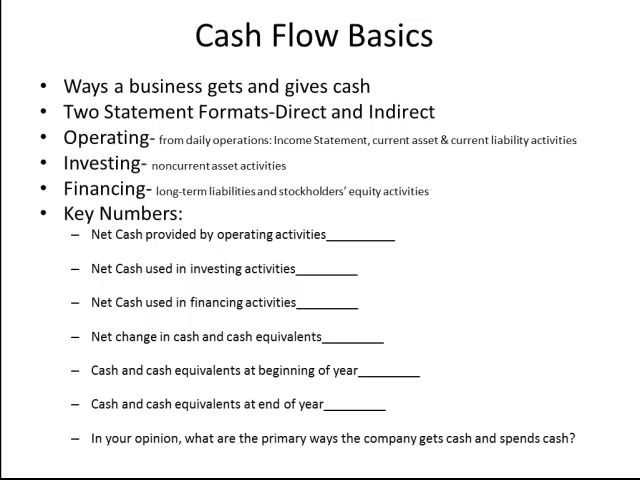 Cash Flow Basics
• Ways a business gets and gives cash
• Two Statement Formats-Direct and Indirect
• Operating- from daily operations: Income Statement, current asset & current liability activities
• Investing- noncurrent asset activities
• Financing- long-term liabilities and stockholders' equity activities
• Key Numbers:
– Net Cash provided by operating activities__________
– Net Cash used in investing activities_________
– Net Cash used in financing activities_________
– Net change in cash and cash equivalents_________
– Cash and cash equivalents at beginning of year_________
– Cash and cash equivalents at end of year_________
– In your opinion, what are the primary ways the company gets cash and spends cash?